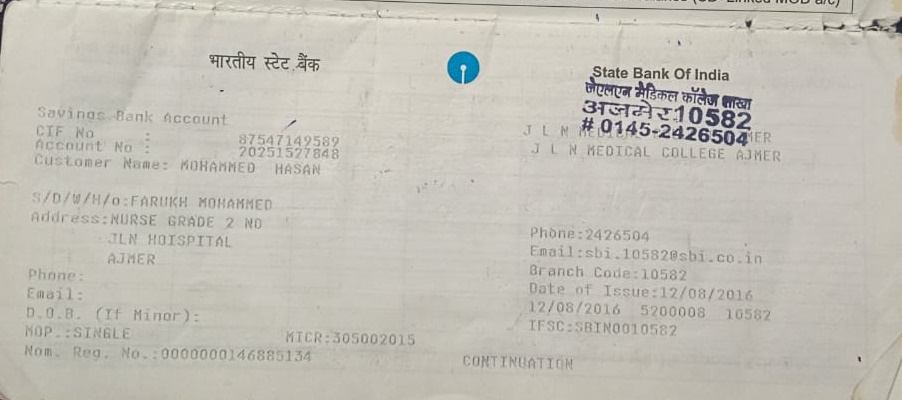 भारतीय स्टेट बैंक
State Bank Of India
जेएलएन मैडिकल कॉलेज शाखा
अजमेर 10582
# 0145-2426504
Savings Bank Account
CIF No : 87547149589
Account No : 20251527848
Customer Name: MOHAMMED HASAN
J L N MER
J L N MEDICAL COLLEGE AJMER
S/D/W/H/o:FARUKH MOHAMMED
Address:NURSE GRADE 2 NO
JLN HOISPITAL
AJMER
Phone:
Email:
D.O.B. (If Minor):
MOP.:SINGLE MICR:305002015
Nom. Reg. No.:0000000146885134
Phone:2426504
Email:sbi.10582@sbi.co.in
Branch Code:10582
Date of Issue:12/08/2016
12/08/2016 5200008 10582
IFSC:SBIN0010582
CONTINUATION